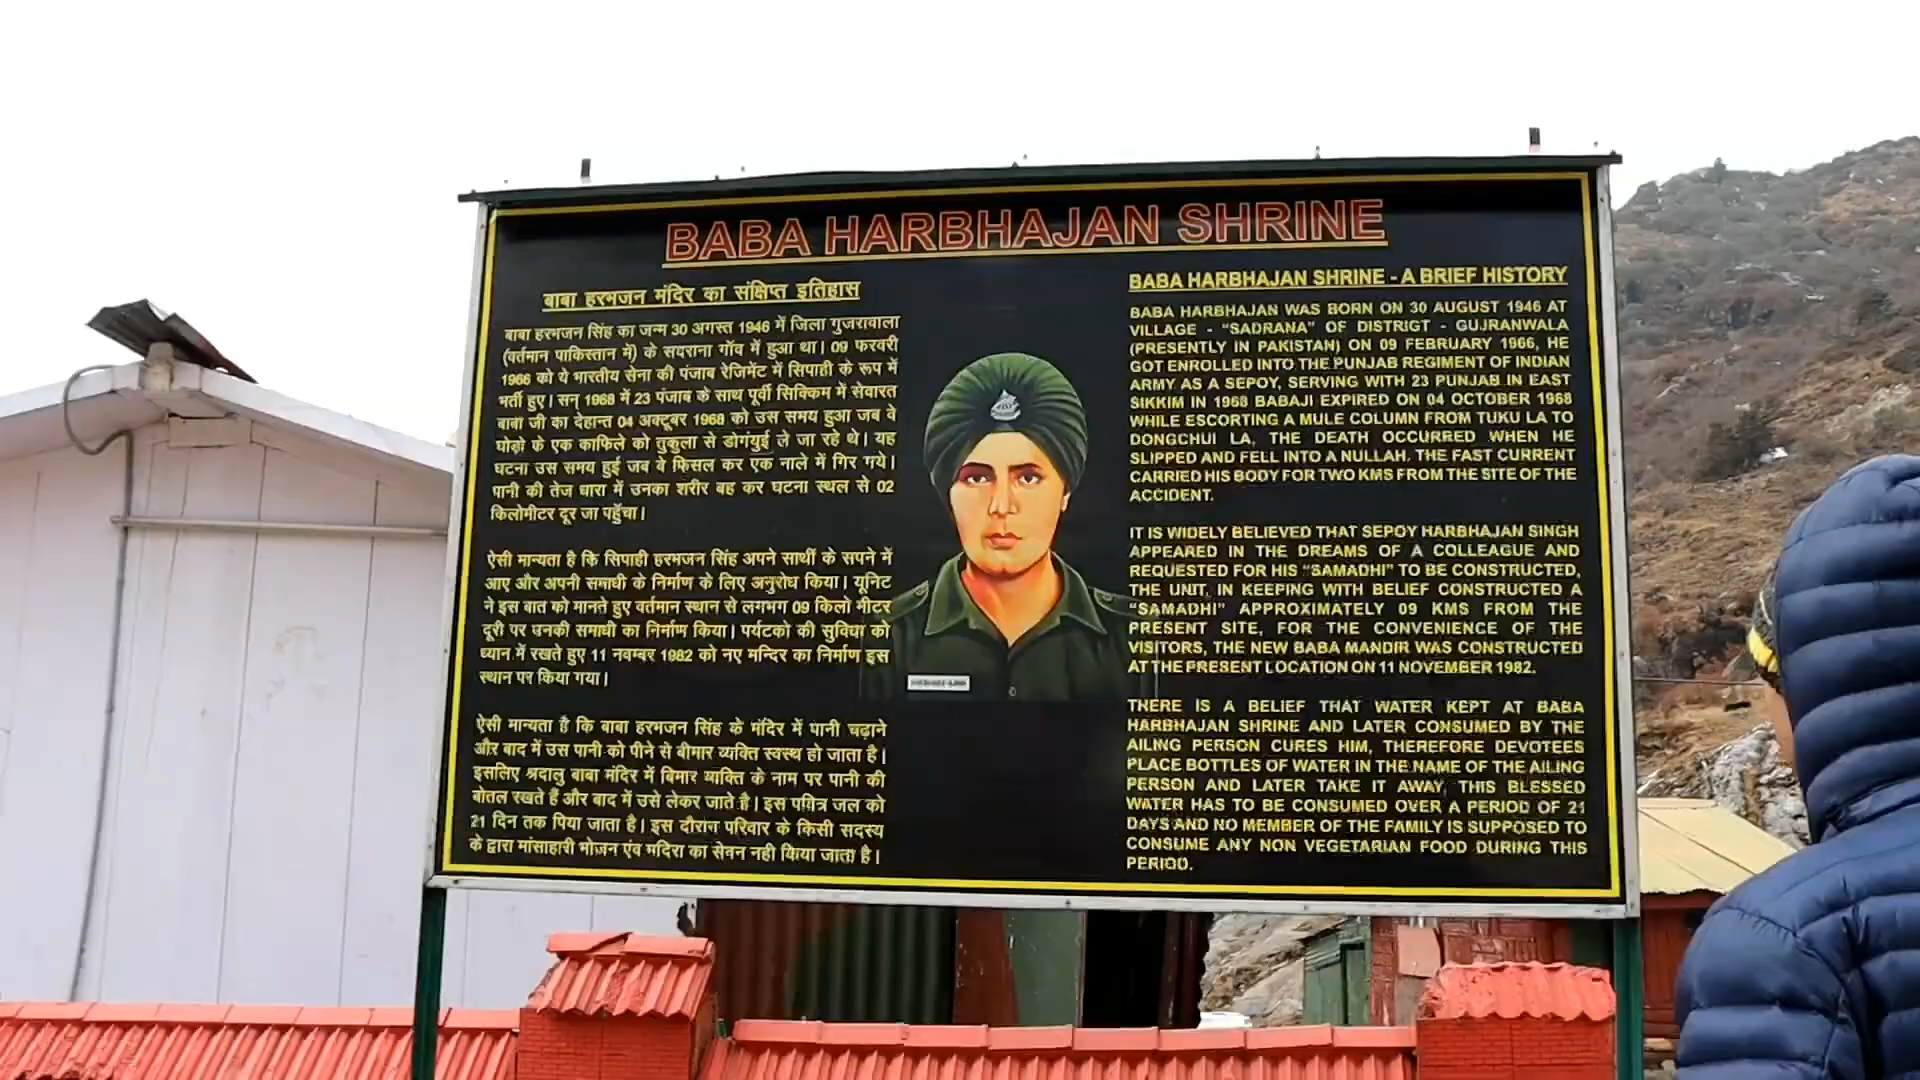 BABA HARBHAJAN SHRINE
बाबा हरभजन मंदिर का संक्षिप्त इतिहास
बाबा हरभजन सिंह का जन्म 30 अगस्त 1946 में जिला गुजरावाला
(वर्तमान पाकिस्तान में) के सदराना गाँव में हुआ था। 09 फरवरी
1966 को ये भारतीय सेना की पंजाब रेजिमेंट में सिपाही के रूप में
भर्ती हुए। सन् 1968 में 23 पंजाब के साथ पूर्वी सिक्किम में सेवारत
बाबा जी का देहान्त 04 अक्टूबर 1968 को उस समय हुआ जब वे
घोड़ो के एक काफिले को तुकुला से डोगंचुई ले जा रहे थे। यह
घटना उस समय हुई जब वे फिसल कर एक नाले में गिर गये।
पानी की तेज धारा में उनका शरीर बह कर घटना स्थल से 02
किलोमीटर दूर जा पहुँचा।
ऐसी मान्यता है कि सिपाही हरभजन सिंह अपने साथी के सपने में
आए और अपनी समाधी के निर्माण के लिए अनुरोध किया। यूनिट
ने इस बात को मानते हुए वर्तमान स्थान से लगभग 09 किलो मीटर
दूरी पर उनकी समाधी का निर्माण किया। पर्यटको की सुविधा को
ध्यान में रखते हुए 11 नवम्बर 1982 को नए मन्दिर का निर्माण इस
स्थान पर किया गया।
ऐसी मान्यता है कि बाबा हरभजन सिंह के मंदिर में पानी चढ़ाने
और बाद में उस पानी को पीने से बीमार व्यक्ति स्वस्थ हो जाता है।
इसलिए श्रदालु बाबा मंदिर में बिमार व्यक्ति के नाम पर पानी की
बोतल रखते हैं और बाद में उसे लेकर जाते है। इस पवित्र जल को
21 दिन तक पिया जाता है। इस दौरान परिवार के किसी सदस्य
के द्वारा मांसाहारी भोजन एंव मदिरा का सेवन नही किया जाता है।
BABA HARBHAJAN SHRINE - A BRIEF HISTORY
BABA HARBHAJAN WAS BORN ON 30 AUGUST 1946 AT
VILLAGE - "SADRANA" OF DISTRIGT - GUJRANWALA
(PRESENTLY IN PAKISTAN) ON 09 FEBRUARY 1966, HE
GOT ENROLLED INTO THE PUNJAB REGIMENT OF INDIAN
ARMY AS A SEPOY, SERVING WITH 23 PUNJAB IN EAST
SIKKIM IN 1968 BABAJI EXPIRED ON 04 OCTOBER 1968
WHILE ESCORTING A MULE COLUMN FROM TUKU LA TO
DONGCHUI LA, THE DEATH OCCURRED WHEN HE
SLIPPED AND FELL INTO A NULLAH. THE FAST CURRENT
CARRIED HIS BODY FOR TWO KMS FROM THE SITE OF THE
ACCIDENT.
IT IS WIDELY BELIEVED THAT SEPOY HARBHAJAN SINGH
APPEARED IN THE DREAMS OF A COLLEAGUE AND
REQUESTED FOR HIS "SAMADHI" TO BE CONSTRUCTED,
THE UNIT, IN KEEPING WITH BELIEF CONSTRUCTED A
"SAMADHI" APPROXIMATELY 09 KMS FROM THE
PRESENT SITE, FOR THE CONVENIENCE OF THE
VISITORS, THE NEW BABA MANDIR WAS CONSTRUCTED
AT THE PRESENT LOCATION ON 11 NOVEMBER 1982.
THERE IS A BELIEF THAT WATER KEPT AT BABA
HARBHAJAN SHRINE AND LATER CONSUMED BY THE
AILING PERSON CURES HIM, THEREFORE DEVOTEES
PLACE BOTTLES OF WATER IN THE NAME OF THE AILING
PERSON AND LATER TAKE IT AWAY, THIS BLESSED
WATER HAS TO BE CONSUMED OVER A PERIOD OF 21
DAYS AND NO MEMBER OF THE FAMILY IS SUPPOSED TO
CONSUME ANY NON VEGETARIAN FOOD DURING THIS
PERIOD.